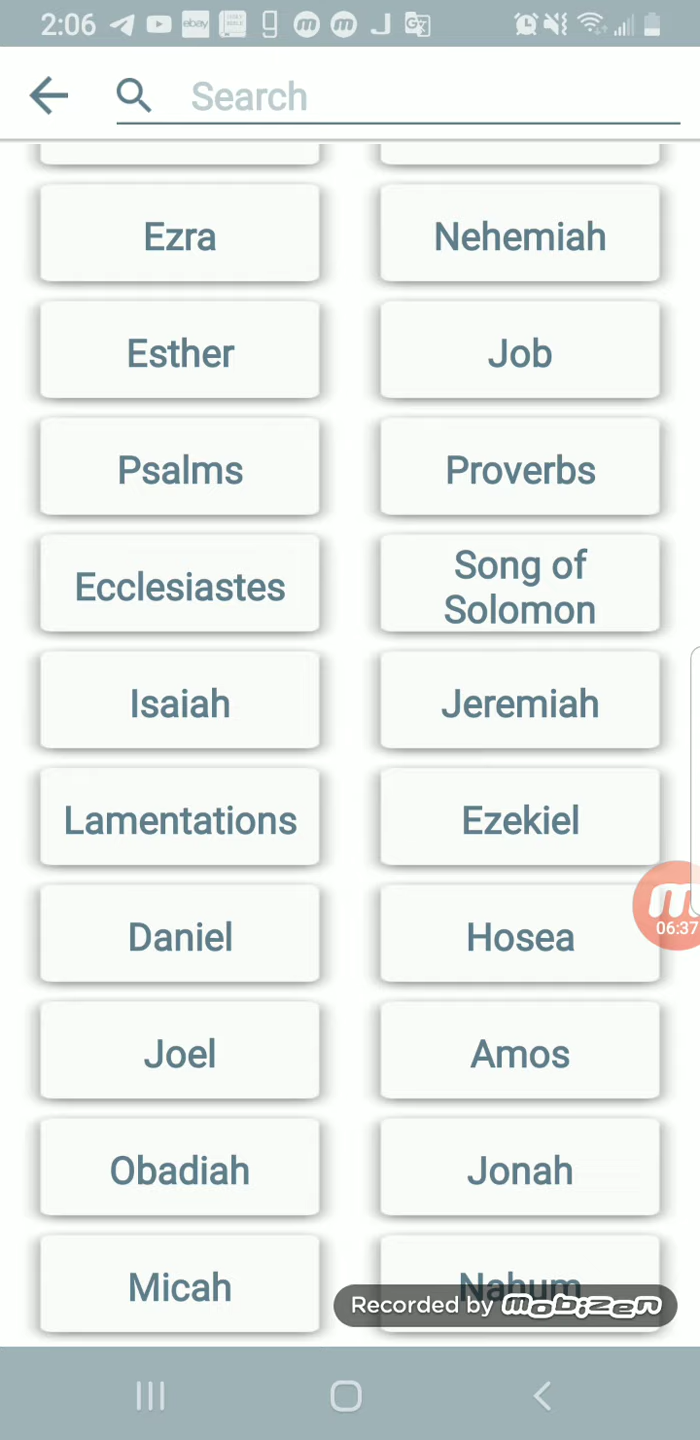 2:06
ebay
Search
Ezra
Nehemiah
Esther
Job
Psalms
Proverbs
Ecclesiastes
Song of
Solomon
Isaiah
Jeremiah
Lamentations
Ezekiel
Daniel
Hosea
06:37
Joel
Amos
Obadiah
Jonah
Micah
Nahum
Recorded by mobizen